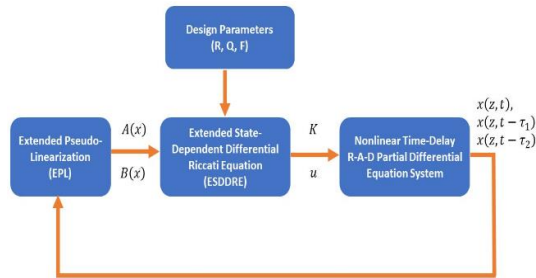 Design Parameters
(R, Q, F)
Extended Pseudo-
Linearization
(EPL)
A(x)
B(x)
Extended State-
Dependent Differential
Riccati Equation
(ESDDRE)
K
u
Nonlinear Time-Delay
R-A-D Partial Differential
Equation System
x(z,t),
x(z,t − τ₁)
x(z,t − τ₂)